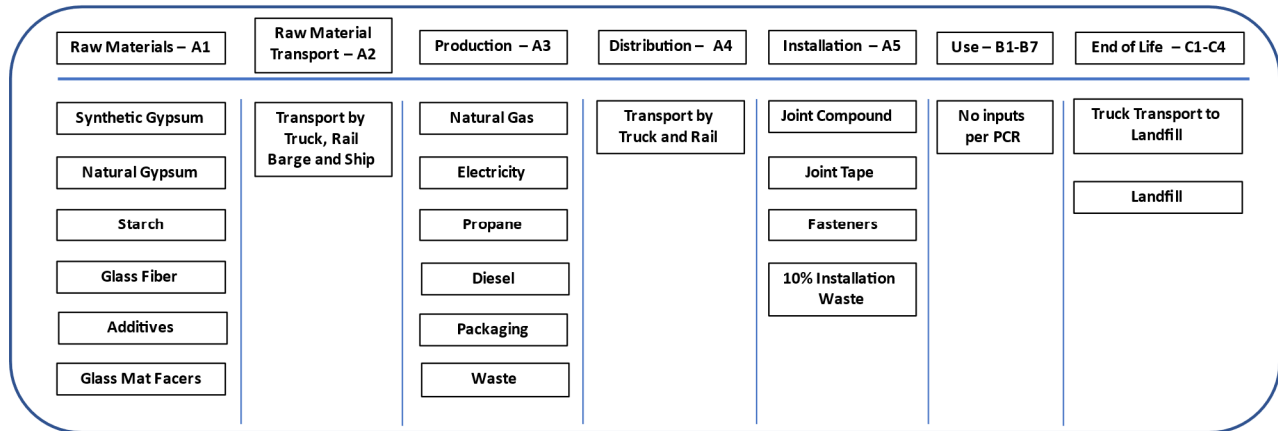 Raw Materials – A1
Raw Material
Transport – A2
Production – A3
Distribution – A4
Installation – A5
Use – B1-B7
End of Life – C1-C4
Synthetic Gypsum
Natural Gypsum
Starch
Glass Fiber
Additives
Glass Mat Facers
Transport by
Truck, Rail
Barge and Ship
Natural Gas
Electricity
Propane
Diesel
Packaging
Waste
Transport by
Truck and Rail
Joint Compound
Joint Tape
Fasteners
10% Installation
Waste
No inputs
per PCR
Truck Transport to
Landfill
Landfill